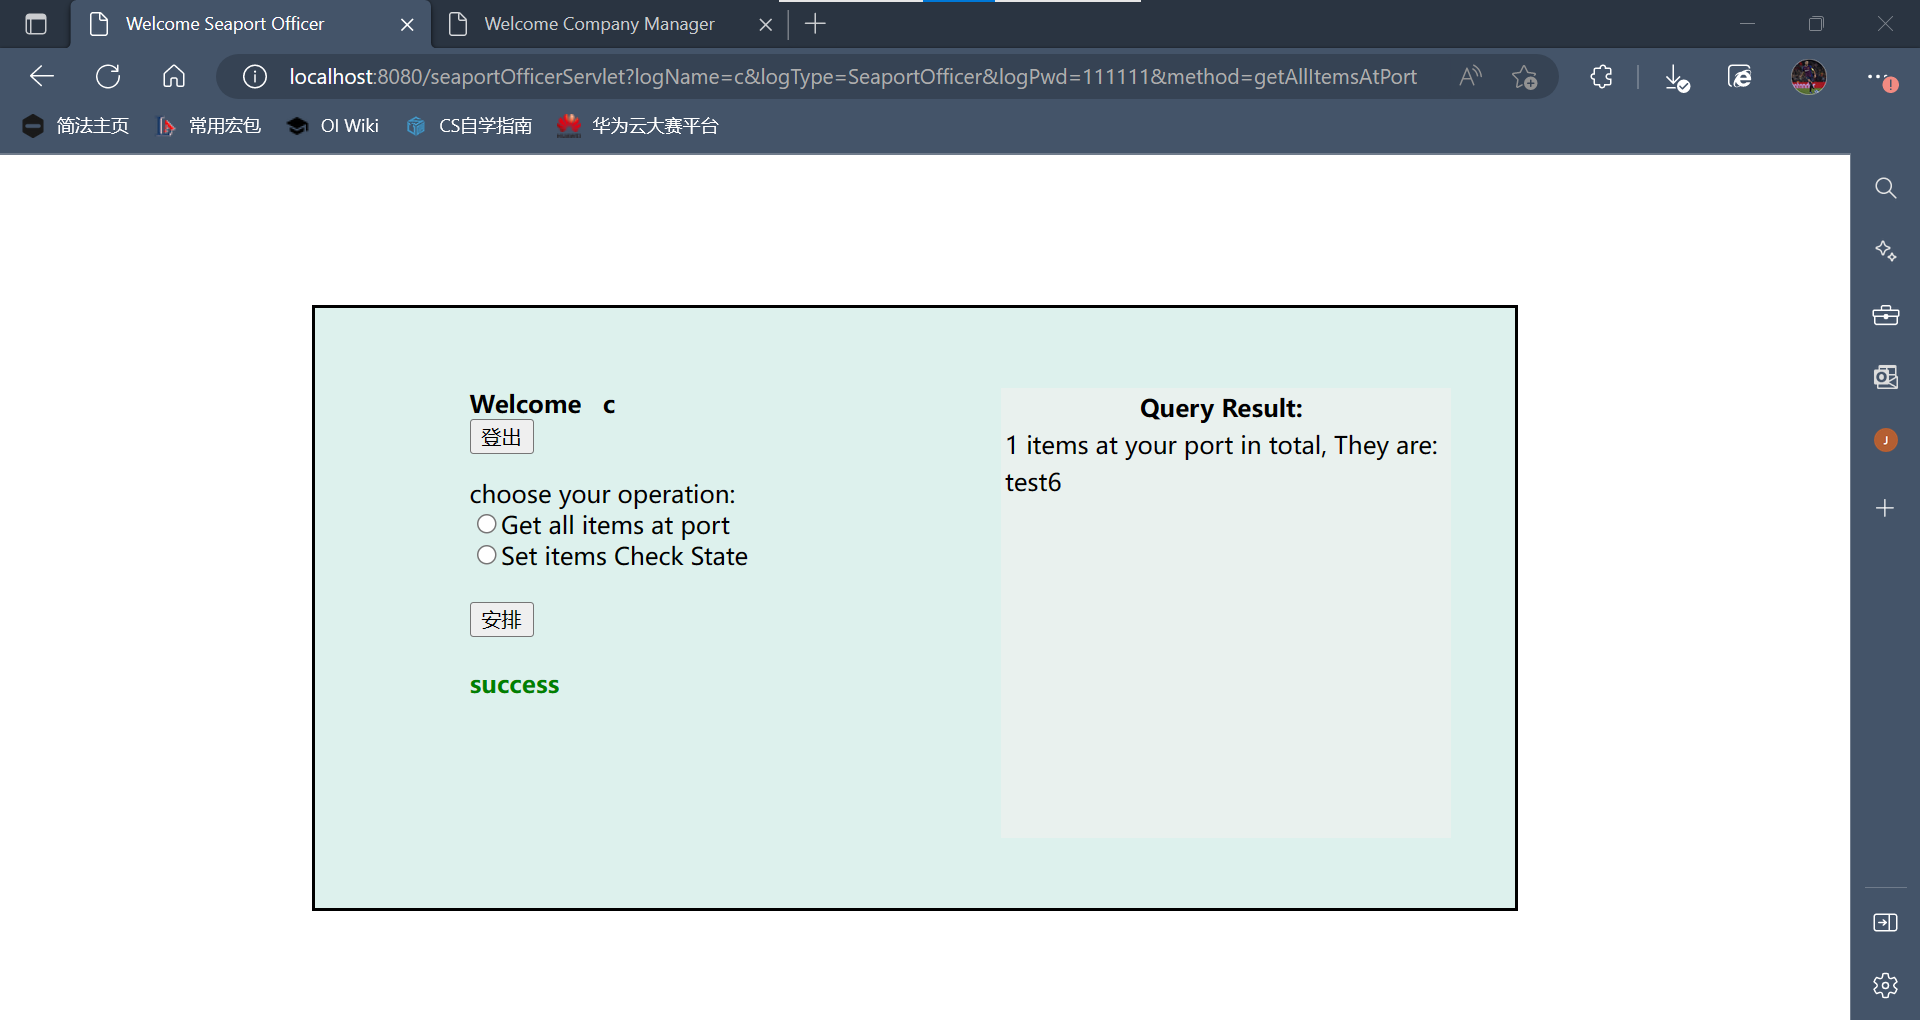 Welcome Seaport Officer
Welcome Company Manager
localhost:8080/seaportOfficerServlet?logName=c&logType=SeaportOfficer&logPwd=111111&method=getAllItemsAtPort
简法主页
常用宏包
OI Wiki
CS自学指南
华为云大赛平台
Welcome c
登出
choose your operation:
Get all items at port
Set items Check State
安排
success
Query Result:
1 items at your port in total, They are:
test6
J